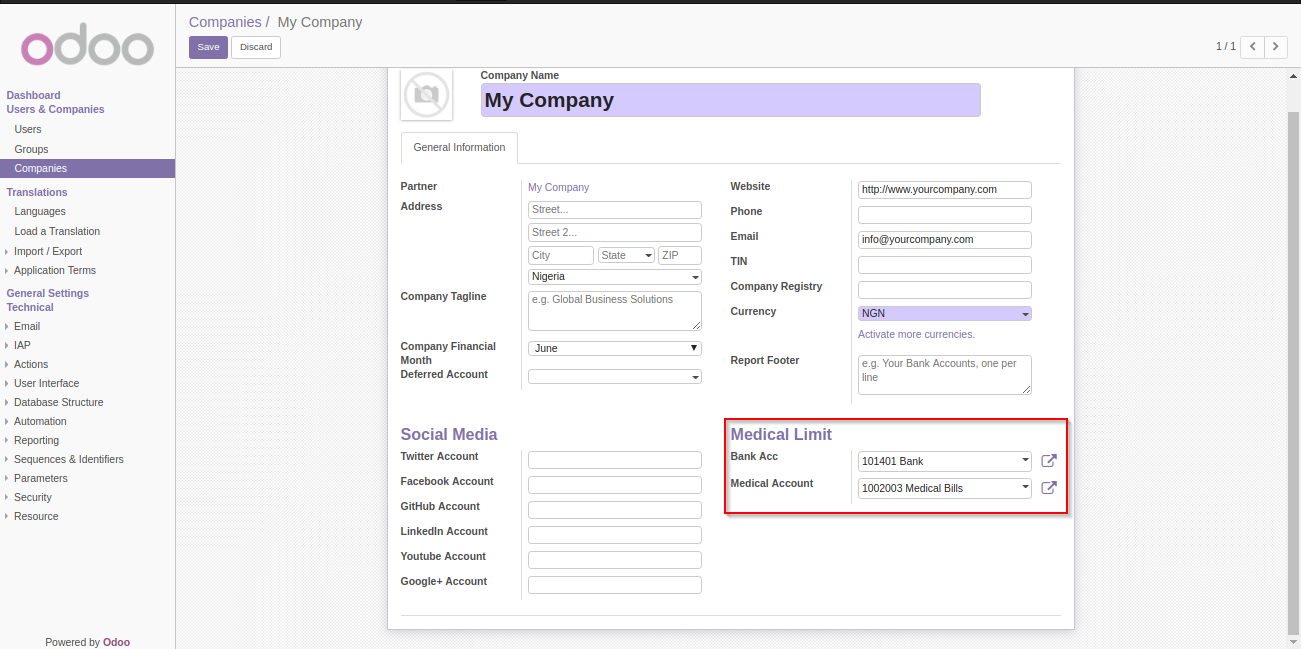 odoo
Companies / My Company
Save Discard
1 / 1
Dashboard
Users & Companies
Users
Groups
Companies
Translations
Languages
Load a Translation
Import / Export
Application Terms
General Settings
Technical
Email
IAP
Actions
User Interface
Database Structure
Automation
Reporting
Sequences & Identifiers
Parameters
Security
Resource
Powered by Odoo
Company Name
My Company
General Information
Partner My Company
Address Street...
Street 2...
City State ZIP
Nigeria
Company Tagline e.g. Global Business Solutions
Company Financial
Month
June
Deferred Account
Website http://www.yourcompany.com
Phone
Email info@yourcompany.com
TIN
Company Registry
Currency NGN
Activate more currencies.
Report Footer e.g. Your Bank Accounts, one per
line
Social Media
Twitter Account
Facebook Account
GitHub Account
LinkedIn Account
Youtube Account
Google+ Account
Medical Limit
Bank Acc 101401 Bank
Medical Account 1002003 Medical Bills